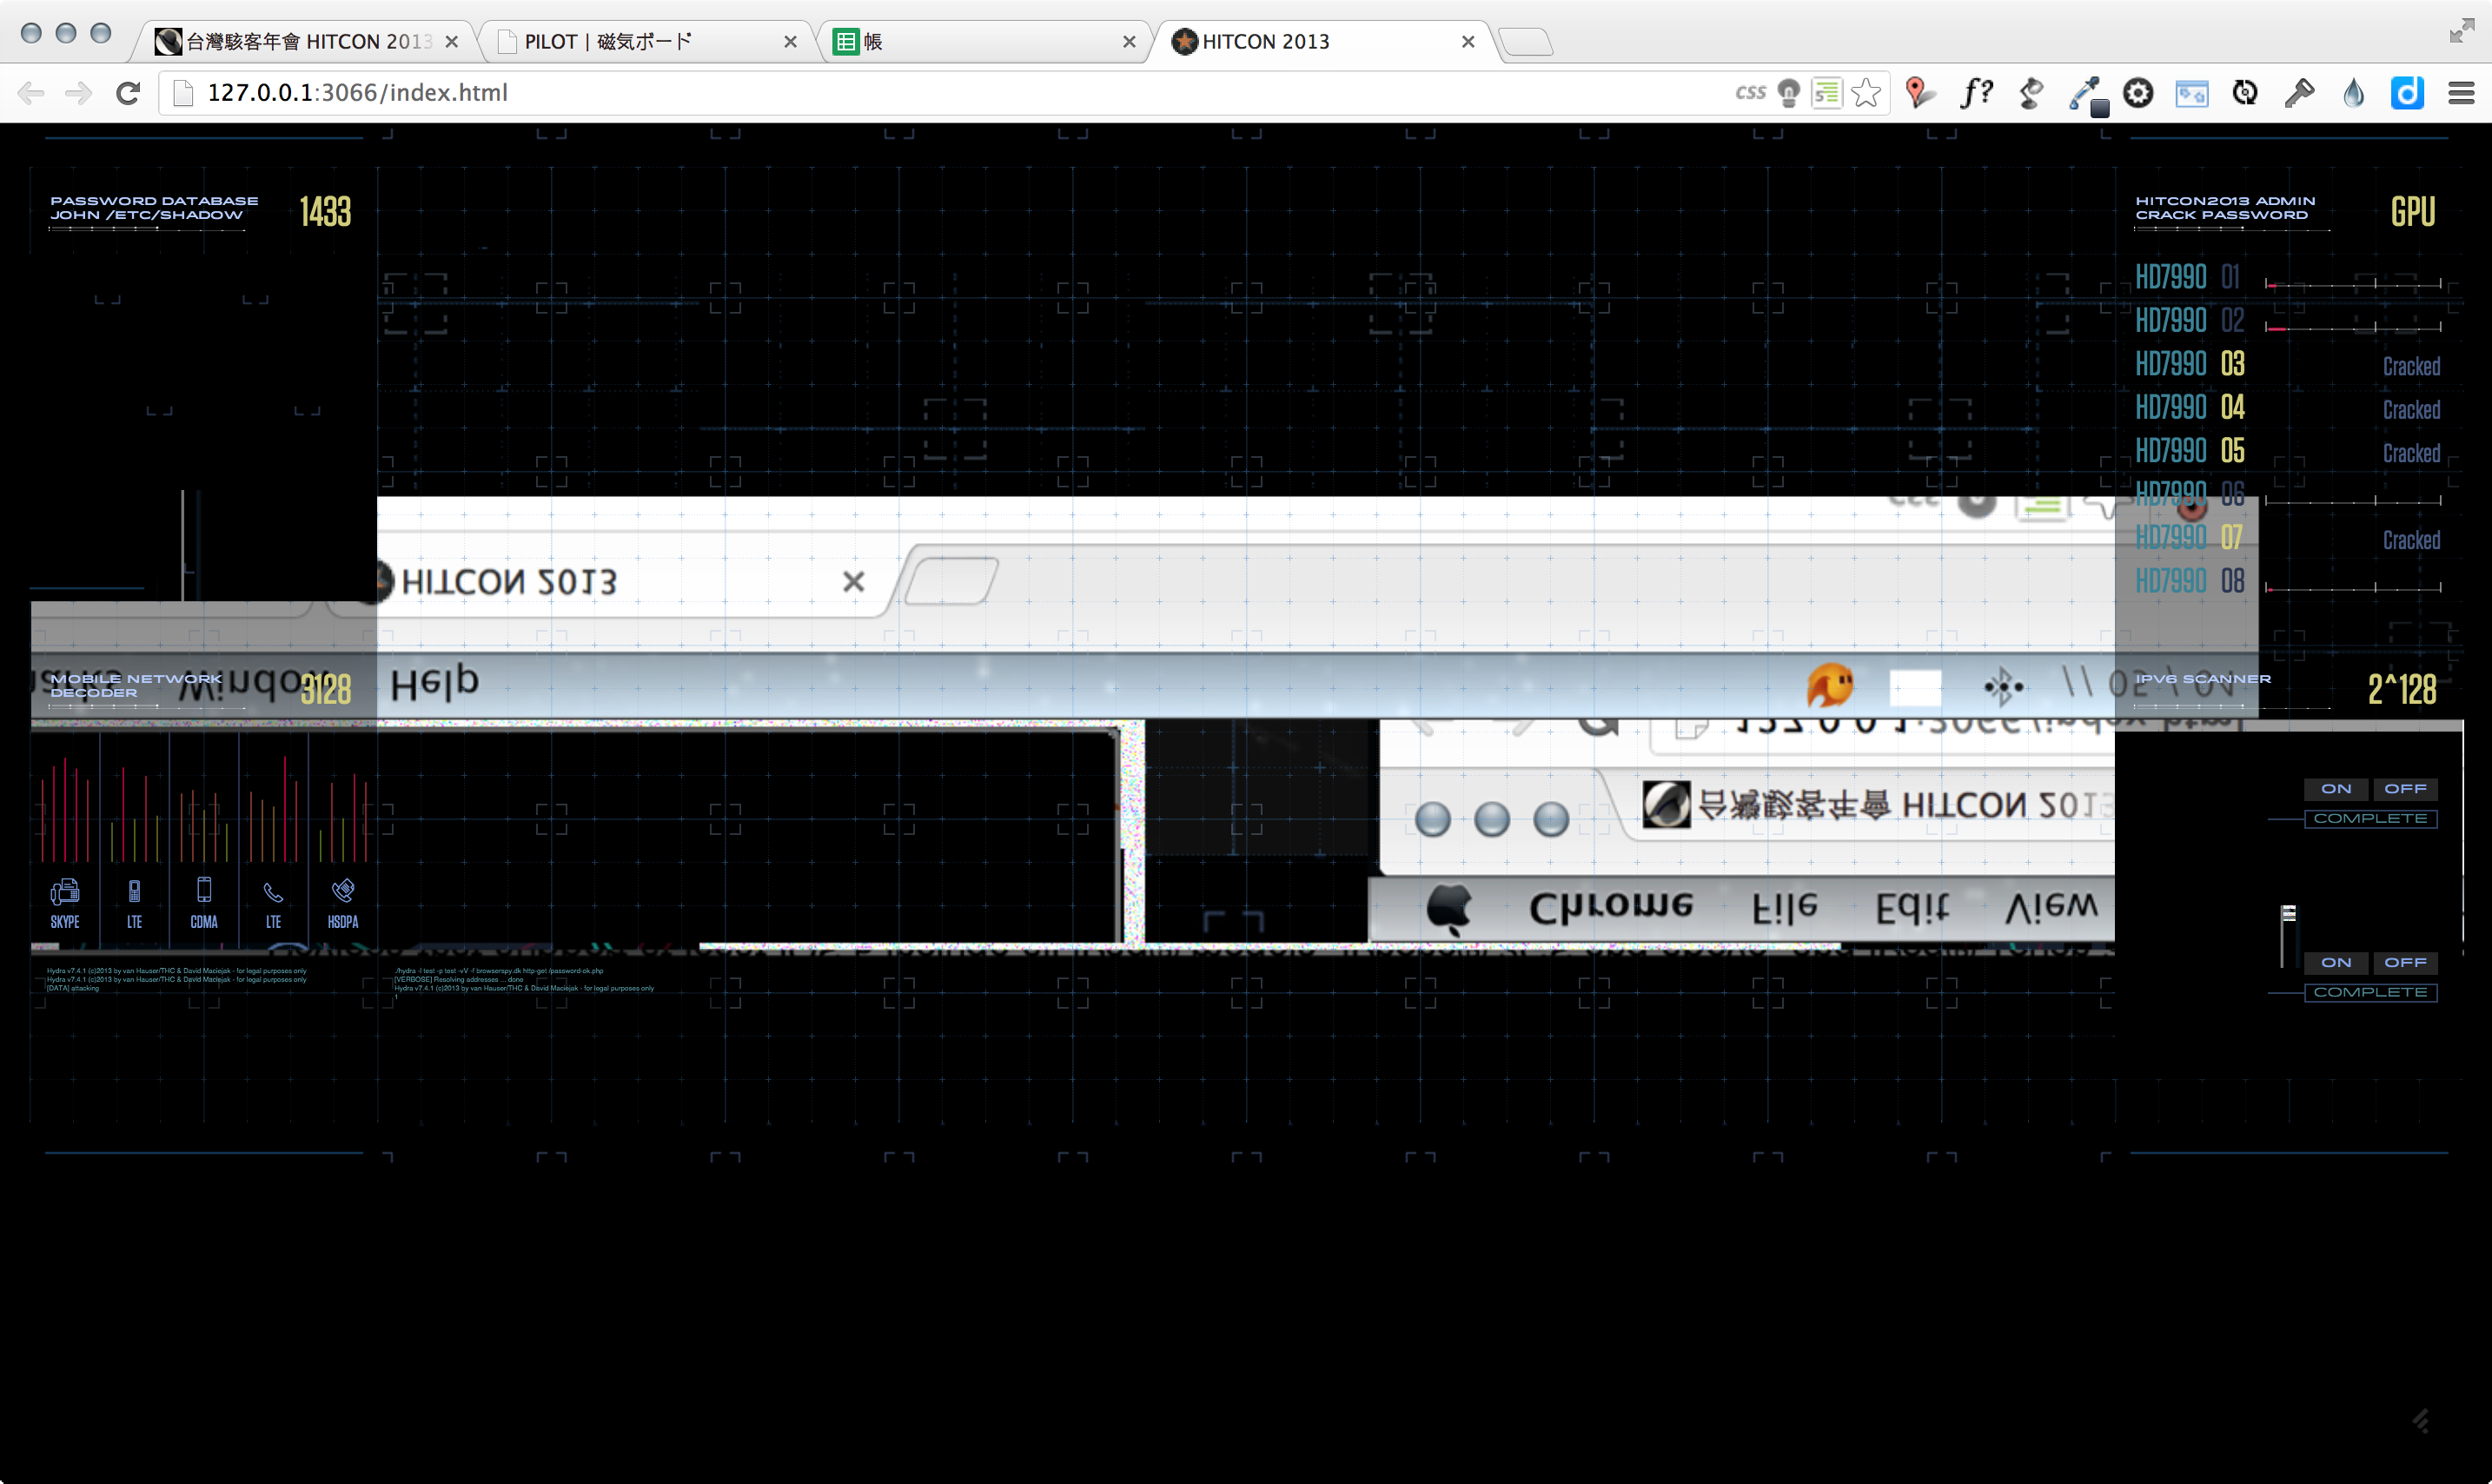 台灣駭客年會 HITCON 2013
PILOT | 磁気ボード
帳
HITCON 2013
127.0.0.1:3066/index.html
CSS
f?
PASSWORD DATABASE
JOHN /ETC/SHADOW
1433
HITCON2013 ADMIN
CRACK PASSWORD
GPU
HD7990 01
HD7990 02
HD7990 03 Cracked
HD7990 04 Cracked
HD7990 05 Cracked
HD7990 06
HD7990 07 Cracked
HD7990 08
HITCON 2013
Window Help
MOBILE NETWORK
DECODER
3128
IPV6 SCANNER
2^128
127.0.0.1:3066/index.html
台灣駭客年會 HITCON 2013
Chrome File Edit View
ON OFF
COMPLETE
SKYPE LTE CDMA LTE HSDPA
ON OFF
COMPLETE
Hydra v7.4.1 (c)2013 by van Hauser/THC & David Maciejak - for legal purposes only
Hydra v7.4.1 (c)2013 by van Hauser/THC & David Maciejak - for legal purposes only
[DATA] attacking
./hydra -l test -p test -vV -f browserspy.dk http-get /password-ok.php
[VERBOSE] Resolving addresses ... done
Hydra v7.4.1 (c)2013 by van Hauser/THC & David Maciejak - for legal purposes only
1